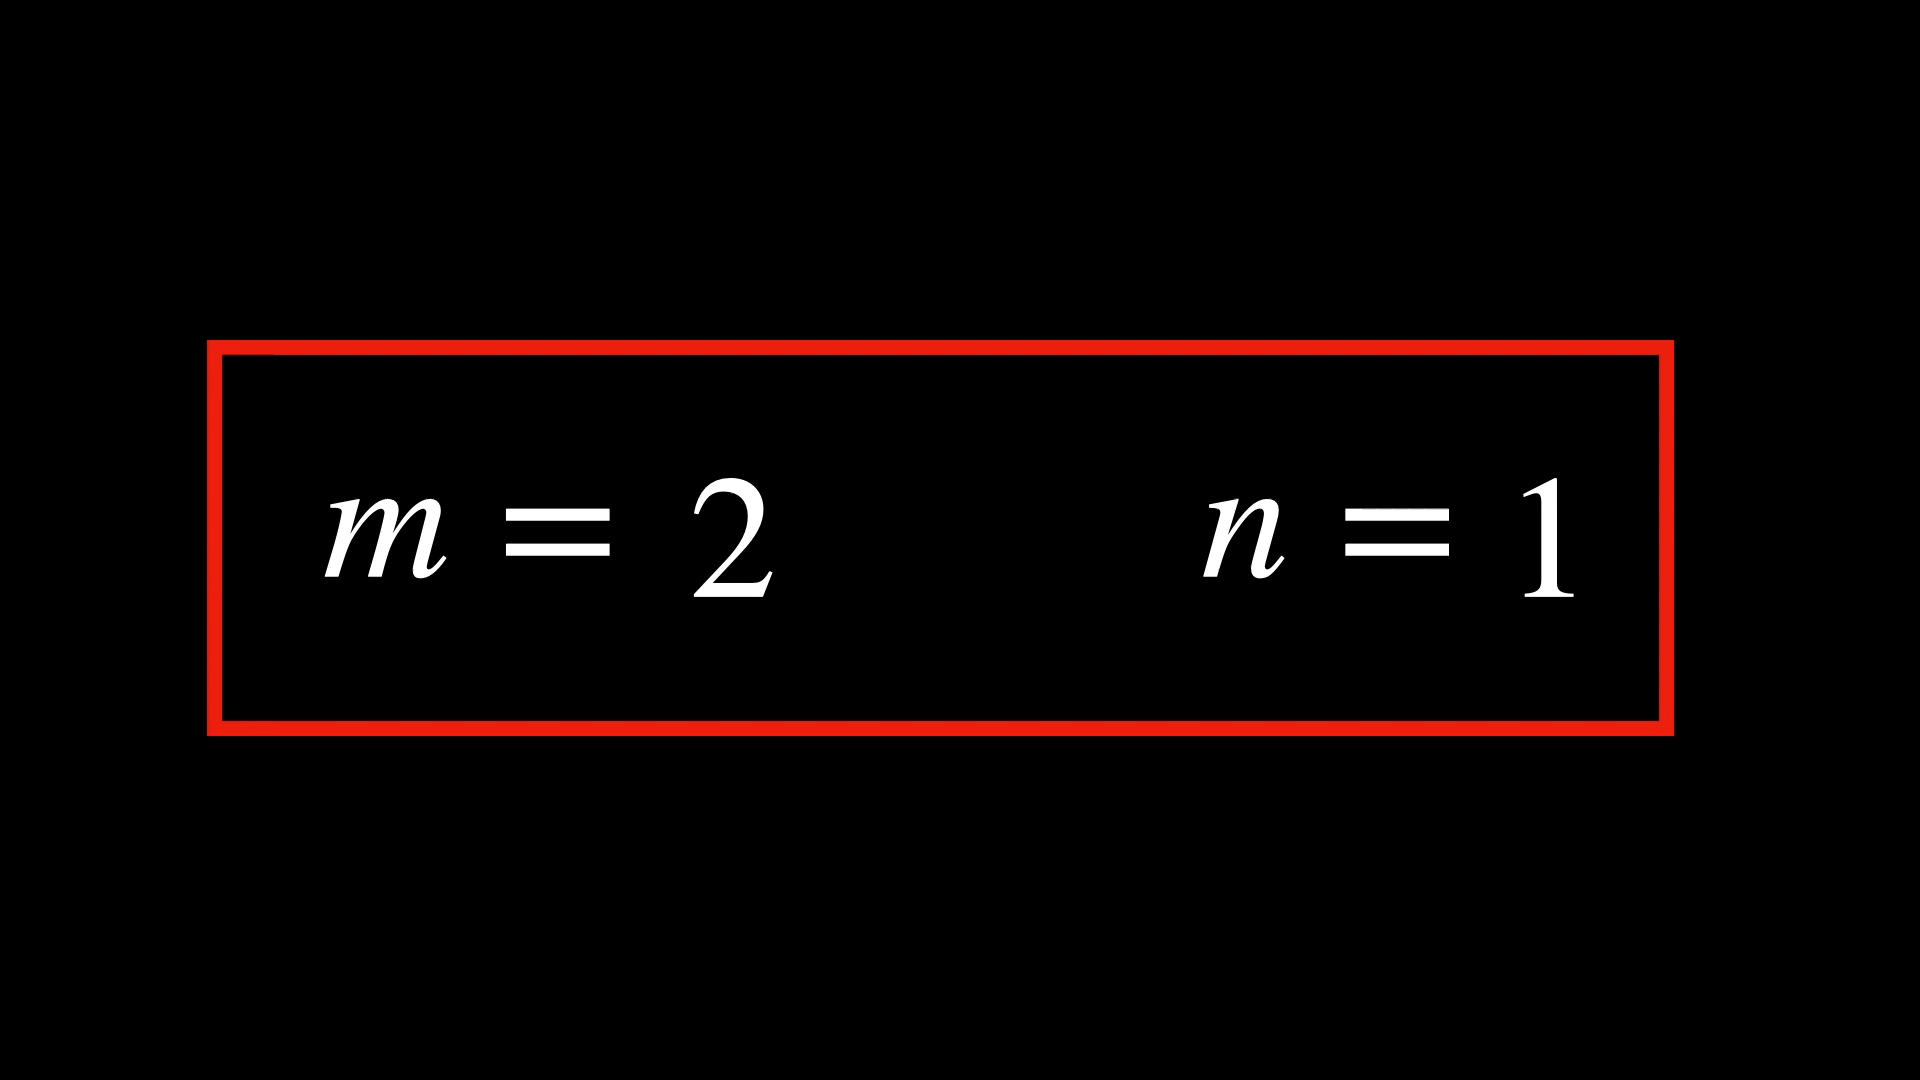 m = 2 n = 1